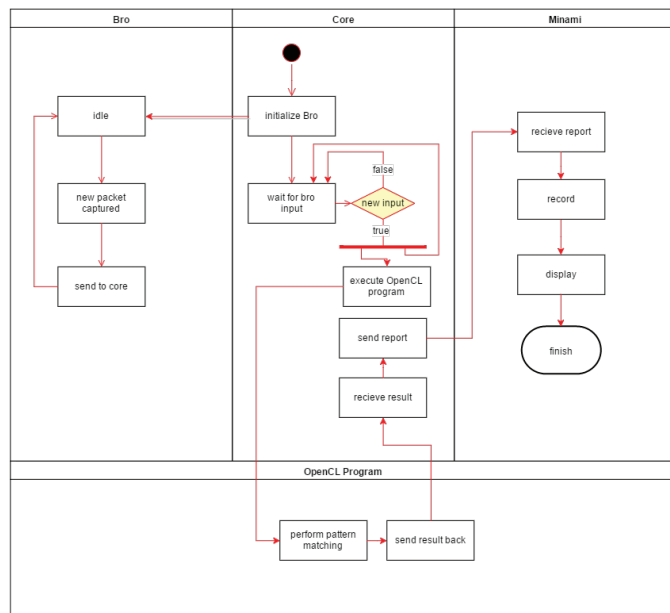 Bro
Core
Minami
idle
initialize Bro
recieve report
new packet
captured
wait for bro
input
false
new input
true
record
send to core
execute OpenCL
program
display
send report
finish
recieve result
OpenCL Program
perform pattern
matching
send result back